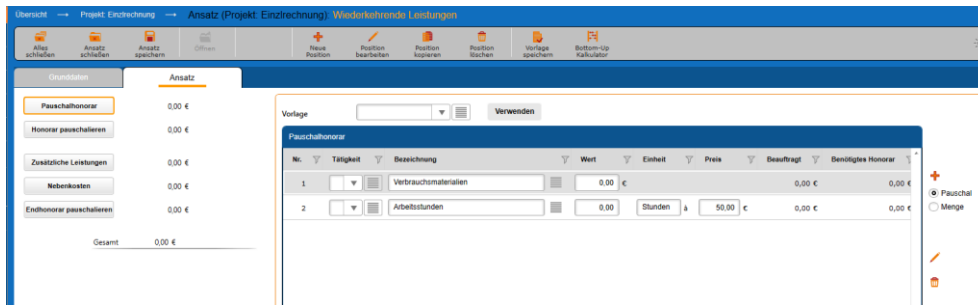 Übersicht → Projekt: Einzlrechnung → Ansatz (Projekt: Einzlrechnung): Wiederkehrende Leistungen
Alles schließen
Ansatz schließen
Ansatz speichern
Öffnen
Neue Position
Position bearbeiten
Position kopieren
Position löschen
Vorlage speichern
Bottom-Up Kalkulator
Grunddaten Ansatz
Pauschalhonorar 0,00 €
Honorar pauschalieren 0,00 €
Zusätzliche Leistungen 0,00 €
Nebenkosten 0,00 €
Endhonorar pauschalieren 0,00 €
Gesamt 0,00 €
Vorlage Verwenden
Pauschalhonorar
Nr. Tätigkeit Bezeichnung Wert Einheit Preis Beauftragt Benötigtes Honorar
1 Verbrauchsmaterialien 0,00 € 0,00 € 0,00 €
2 Arbeitsstunden 0,00 Stunden à 50,00 € 0,00 € 0,00 €
Pauschal
Menge